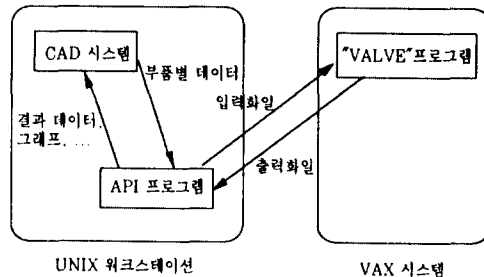 CAD 시스템
"VALVE"프로그램
부품별 데이터
입력화일
결과 데이터,
그래프, ...
출력화일
API 프로그램
UNIX 워크스테이션
VAX 시스템